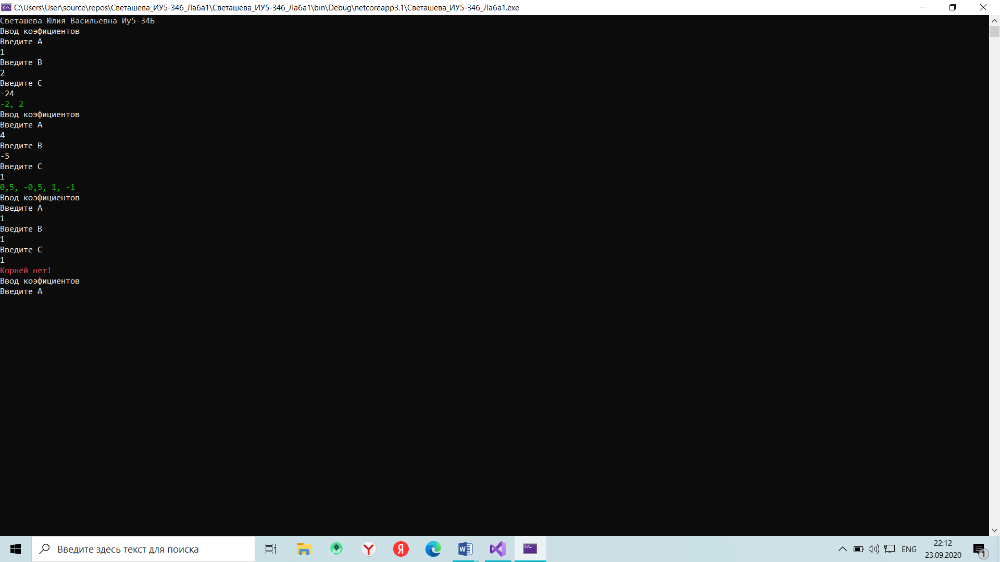 C:\Users\User\source\repos\Светашева_ИУ5-34б_Лаба1\Светашева_ИУ5-34б_Лаба1\bin\Debug\netcoreapp3.1\Светашева_ИУ5-34б_Лаба1.exe
Светашева Юлия Васильевна Иу5-34Б
Ввод коэфициентов
Введите А
1
Введите В
2
Введите С
-24
-2, 2
Ввод коэфициентов
Введите А
4
Введите В
-5
Введите С
1
0,5, -0,5, 1, -1
Ввод коэфициентов
Введите А
1
Введите В
1
Введите С
1
Корней нет!
Ввод коэфициентов
Введите А
Введите здесь текст для поиска
ENG
22:12
23.09.2020
1